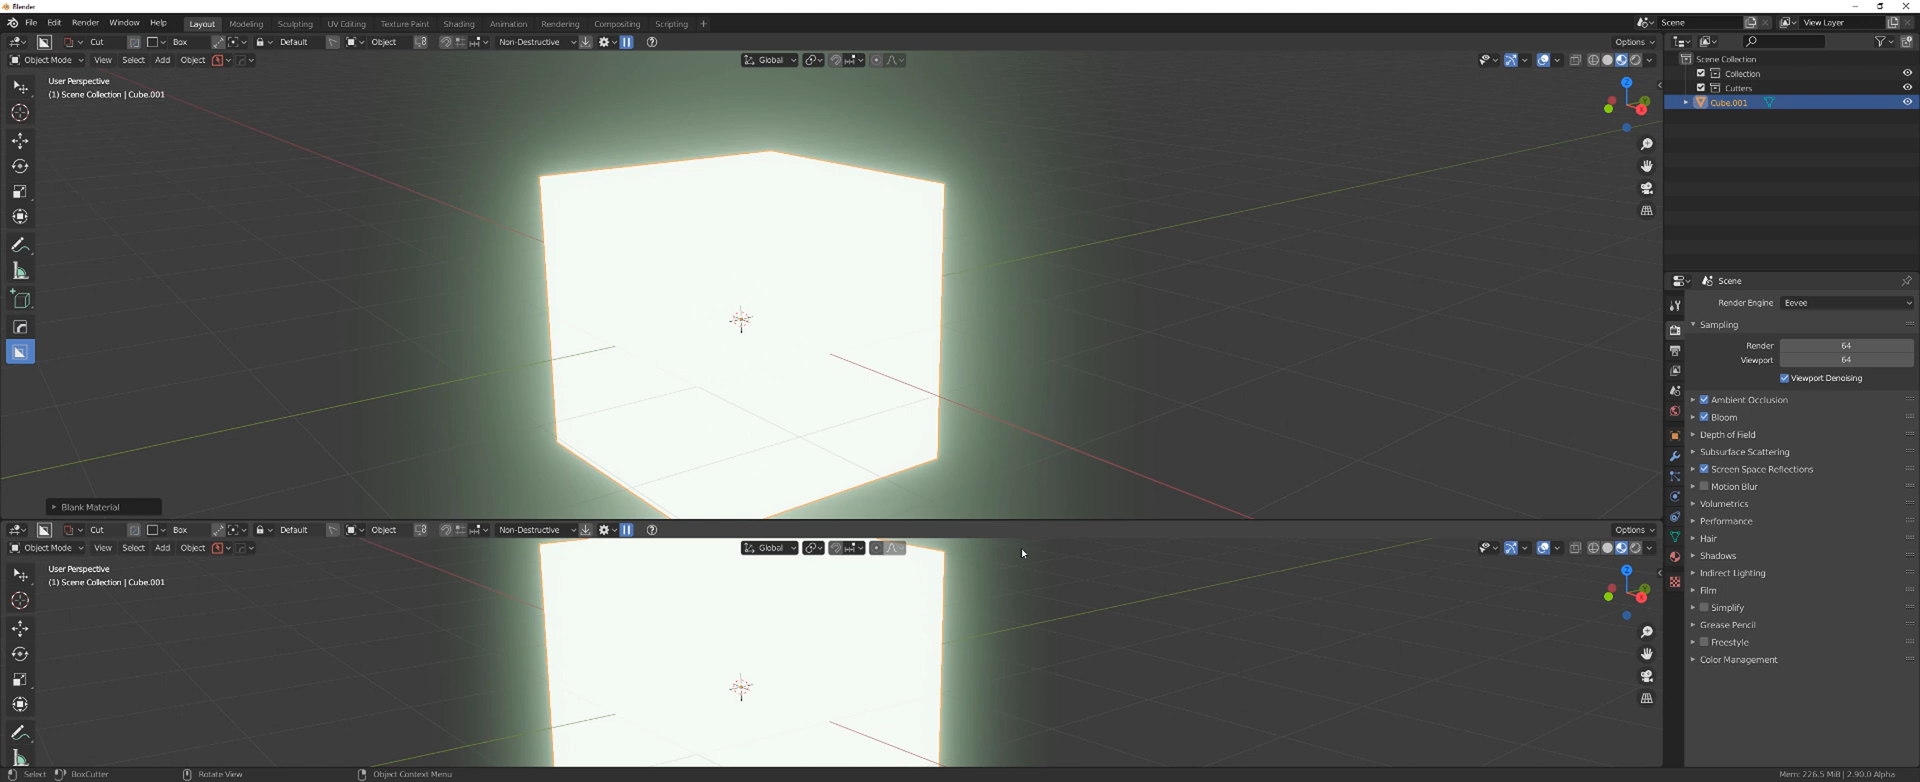 Blender
File Edit Render Window Help Layout Modeling Sculpting UV Editing Texture Paint Shading Animation Rendering Compositing Scripting + Scene View Layer
Cut Box Default Object Non-Destructive Options
Object Mode View Select Add Object Global
User Perspective
(1) Scene Collection | Cube.001
Z
Y
X
Blank Material
Cut Box Default Object Non-Destructive Options
Object Mode View Select Add Object Global
User Perspective
(1) Scene Collection | Cube.001
Z
Y
X
Scene Collection
Collection
Cutters
Cube.001
Scene
Render Engine Eevee
Sampling
Render 64
Viewport 64
Viewport Denoising
Ambient Occlusion
Bloom
Depth of Field
Subsurface Scattering
Screen Space Reflections
Motion Blur
Volumetrics
Performance
Hair
Shadows
Indirect Lighting
Film
Simplify
Grease Pencil
Freestyle
Color Management
Select BoxCutter Rotate View Object Context Menu Mem: 226.5 MiB | 2.90.0 Alpha